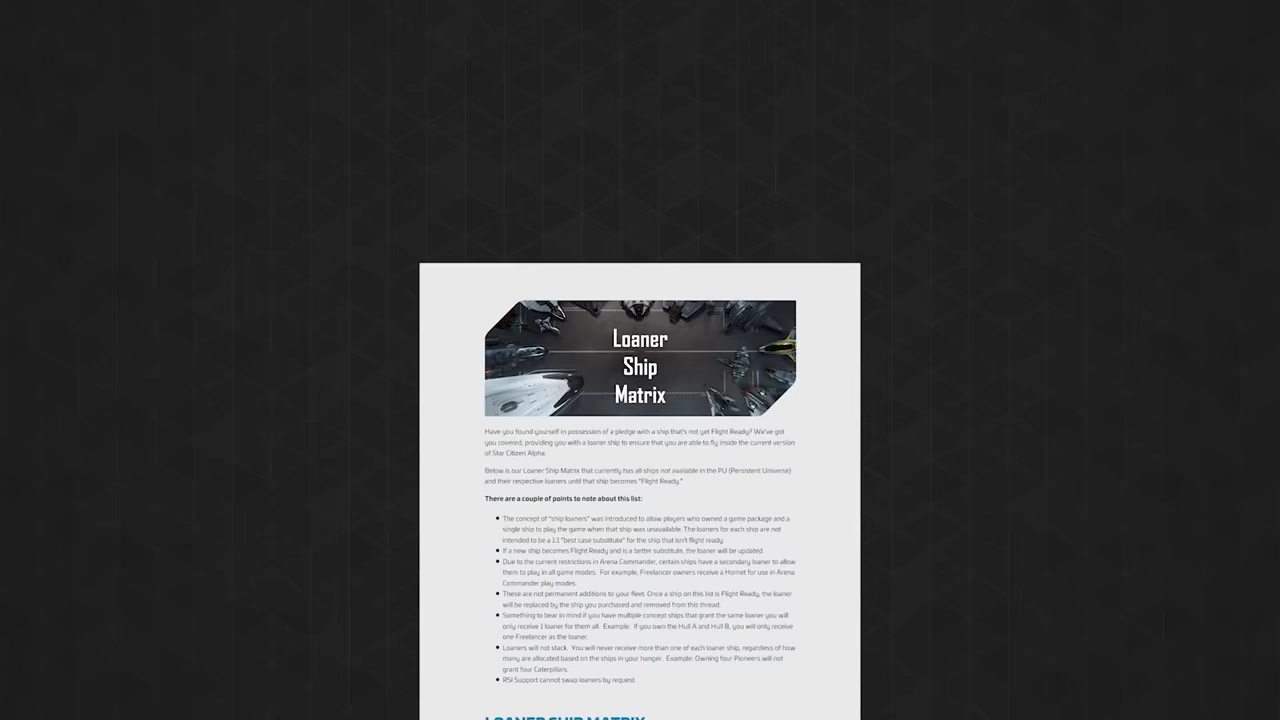 Loaner
Ship
Matrix
Have you found yourself in possession of a pledge with a ship that's not yet Flight Ready? We've got
you covered, providing you with a loaner ship to ensure that you are able to fly inside the current version
of Star Citizen Alpha.
Below is our Loaner Ship Matrix that currently has all ships not available in the PU (Persistent Universe)
and their respective loaners until that ship becomes "Flight Ready."
There are a couple of points to note about this list:
• The concept of "ship loaners" was introduced to allow players who owned a game package and a
single ship to play the game when that ship was unavailable. The loaners for each ship are not
intended to be a 1:1 "best case substitute" for the ship that isn't flight ready.
• If a new ship becomes Flight Ready and is a better substitute, the loaner will be updated.
• Due to the current restrictions in Arena Commander, certain ships have a secondary loaner to allow
them to play in all game modes. For example, Freelancer owners receive a Hornet for use in Arena
Commander play modes.
• These are not permanent additions to your fleet. Once a ship on this list is Flight Ready, the loaner
will be replaced by the ship you purchased and removed from this thread.
• Something to bear in mind if you have multiple concept ships that grant the same loaner you will
only receive 1 loaner for them all. Example: If you own the Hull A and Hull B, you will only receive
one Freelancer as the loaner.
• Loaners will not stack. You will never receive more than one of each loaner ship, regardless of how
many are allocated based on the ships in your hanger. Example: Owning four Pioneers will not
grant four Caterpillars.
• RSI Support cannot swap loaners by request.
LOANER SHIP MATRIX